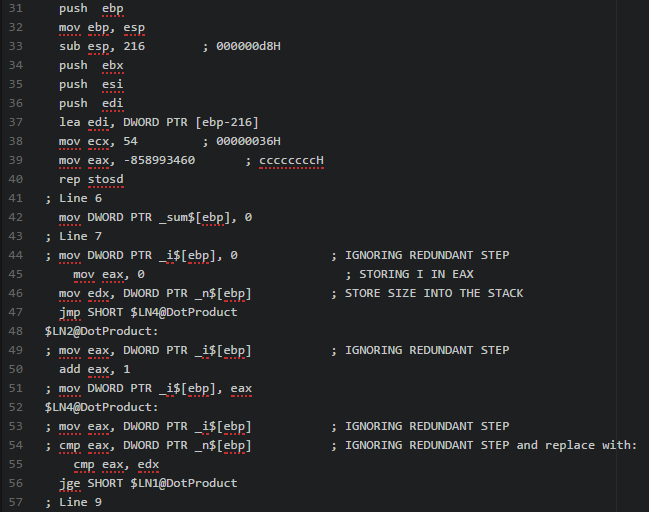 31 push ebp
32 mov ebp, esp
33 sub esp, 216 ; 000000d8H
34 push ebx
35 push esi
36 push edi
37 lea edi, DWORD PTR [ebp-216]
38 mov ecx, 54 ; 00000036H
39 mov eax, -858993460 ; ccccccccH
40 rep stosd
41 ; Line 6
42 mov DWORD PTR _sum$[ebp], 0
43 ; Line 7
44 ; mov DWORD PTR _i$[ebp], 0 ; IGNORING REDUNDANT STEP
45 mov eax, 0 ; STORING I IN EAX
46 mov edx, DWORD PTR _n$[ebp] ; STORE SIZE INTO THE STACK
47 jmp SHORT $LN4@DotProduct
48 $LN2@DotProduct:
49 ; mov eax, DWORD PTR _i$[ebp] ; IGNORING REDUNDANT STEP
50 add eax, 1
51 ; mov DWORD PTR _i$[ebp], eax
52 $LN4@DotProduct:
53 ; mov eax, DWORD PTR _i$[ebp] ; IGNORING REDUNDANT STEP
54 ; cmp eax, DWORD PTR _n$[ebp] ; IGNORING REDUNDANT STEP and replace with:
55 cmp eax, edx
56 jge SHORT $LN1@DotProduct
57 ; Line 9